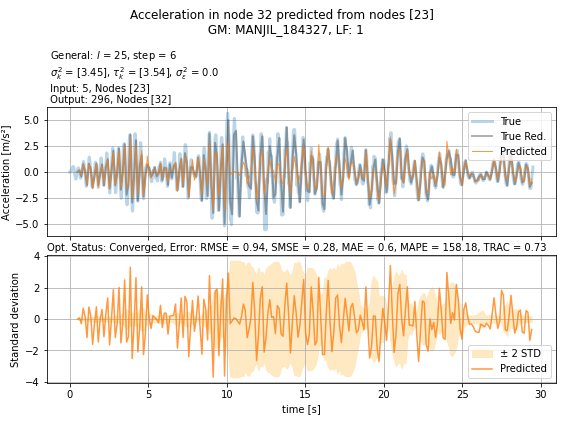 Acceleration in node 32 predicted from nodes [23]
GM: MANJIL_184327, LF: 1
General: l = 25, step = 6
σ²ₖ = [3.45], τ²ₖ = [3.54], σ²ε = 0.0
Input: 5, Nodes [23]
Output: 296, Nodes [32]
Acceleration [m/s²]
5.0
2.5
0.0
−2.5
−5.0
True
True Red.
Predicted
Opt. Status: Converged, Error: RMSE = 0.94, SMSE = 0.28, MAE = 0.6, MAPE = 158.18, TRAC = 0.73
Standard deviation
4
2
0
−2
−4
± 2 STD
Predicted
0 5 10 15 20 25 30
time [s]